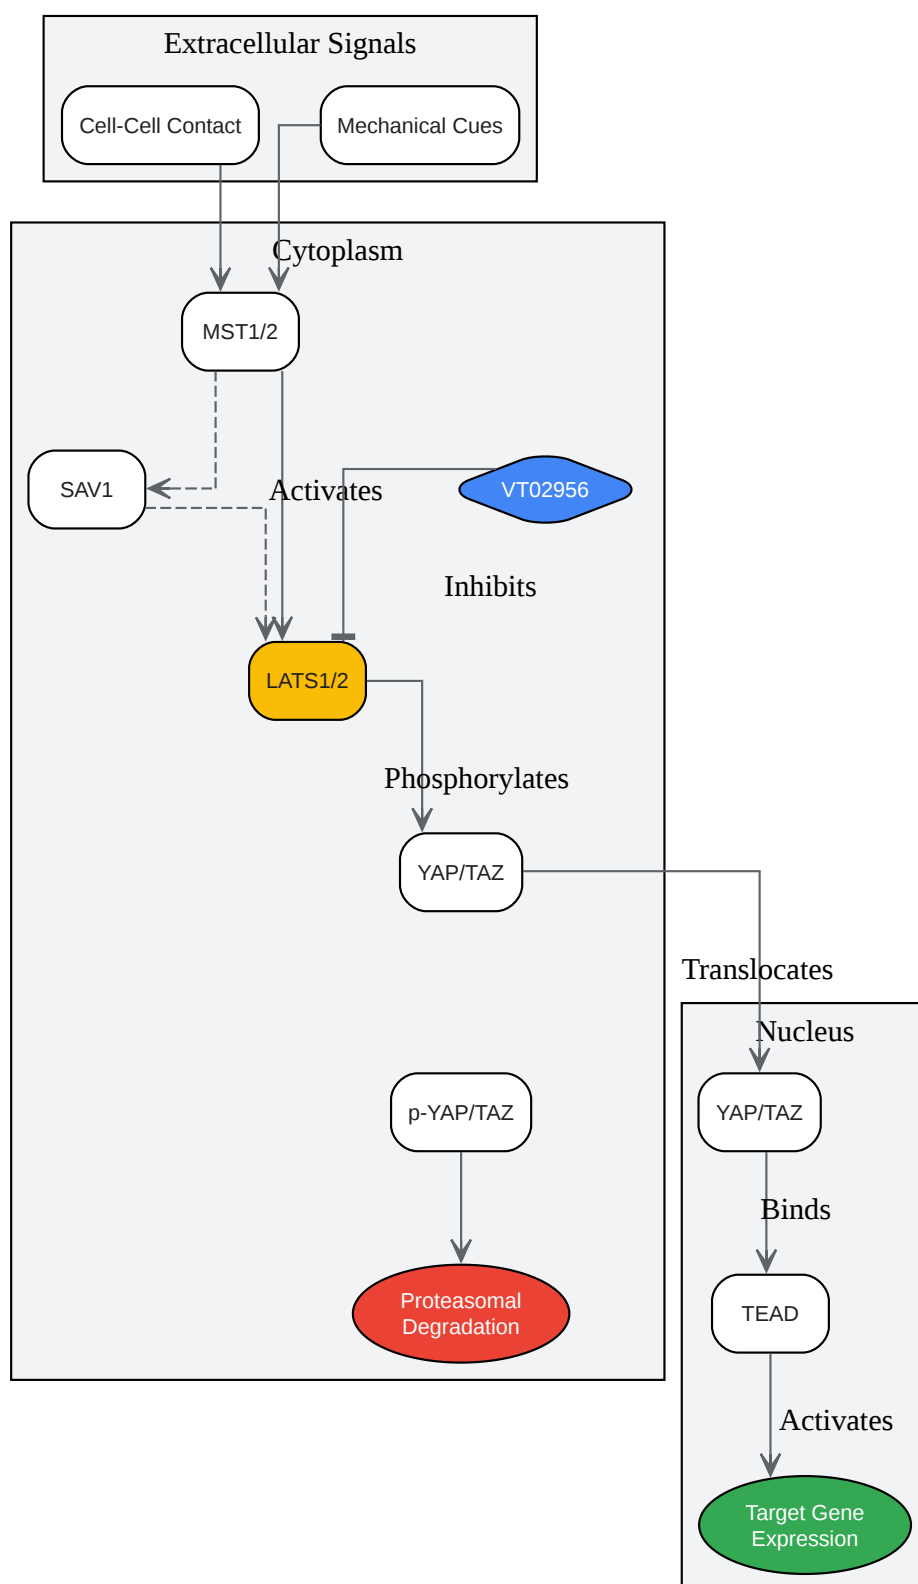 Extracellular Signals
Cell-Cell Contact
Mechanical Cues
Cytoplasm
MST1/2
SAV1
Activates
VT02956
Inhibits
LATS1/2
Phosphorylates
YAP/TAZ
Translocates
Nucleus
p-YAP/TAZ
YAP/TAZ
Binds
Proteasomal
Degradation
TEAD
Activates
Target Gene
Expression